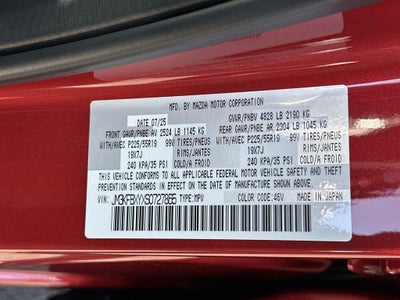 MFD. BY MAZDA MOTOR CORPORATION
DATE 07/25 GVWR/PNBV 4828 LB 2190 KG
FRONT GAWR/PNBE AV 2524 LB 1145 KG REAR GAWR/PNBE AR 2304 LB 1045 KG
WITH/AVEC P225/55R19 99V TIRES/PNEUS WITH/AVEC P225/55R19 99V TIRES/PNEUS
19X7J RIMS/JANTES 19X7J RIMS/JANTES
240 KPA/35 PSI COLD/A FROID 240 KPA/35 PSI COLD/A FROID
THIS VEHICLE CONFORMS TO ALL APPLICABLE FEDERAL MOTOR VEHICLE SAFETY, BUMPER, AND THEFT
PREVENTION STANDARDS IN EFFECT ON THE DATE OF MANUFACTURE SHOWN ABOVE.
VIN: TYPE:MPV COLOR CODE:46V MADE IN JAPAN